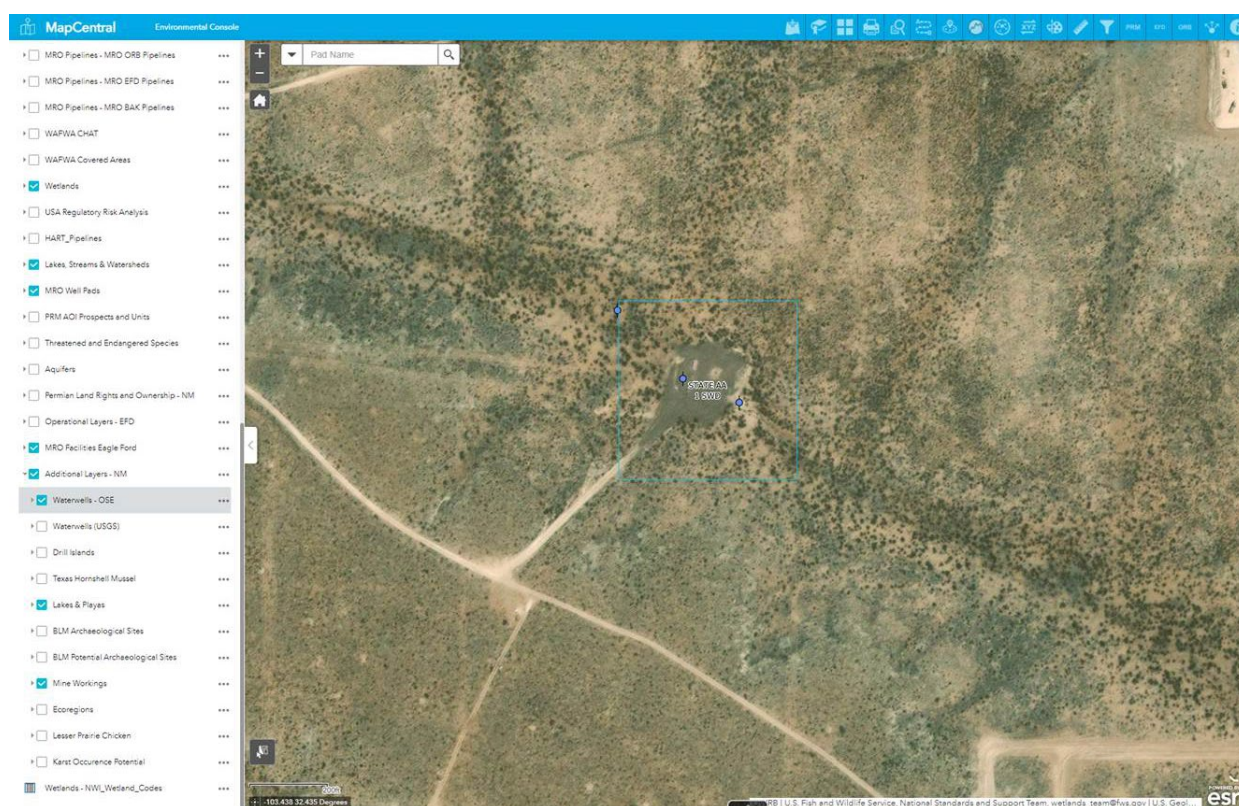 MapCentral
Environmental Console
XYZ
PRM
EFD
ORB
MRO Pipelines - MRO ORB Pipelines
MRO Pipelines - MRO EFD Pipelines
MRO Pipelines - MRO BAK Pipelines
WAFWA CHAT
WAFWA Covered Areas
Wetlands
USA Regulatory Risk Analysis
HART_Pipelines
Lakes, Streams & Watersheds
MRO Well Pads
PRM AOI Prospects and Units
Threatened and Endangered Species
Aquifers
Permian Land Rights and Ownership - NM
Operational Layers - EFD
MRO Facilities Eagle Ford
Additional Layers - NM
Waterwells - OSE
Waterwells (USGS)
Drill Islands
Texas Hornshell Mussel
Lakes & Playas
BLM Archaeological Sites
BLM Potential Archaeological Sites
Mine Workings
Ecoregions
Lesser Prairie Chicken
Karst Occurence Potential
Wetlands - NWI_Wetland_Codes
Pad Name
STATE AA
1 SWD
200ft
-103.438 32.435 Degrees
RB | U.S. Fish and Wildlife Service, National Standards and Support Team, wetlands_team@fws.gov | U.S. Geol...
POWERED BY
esr